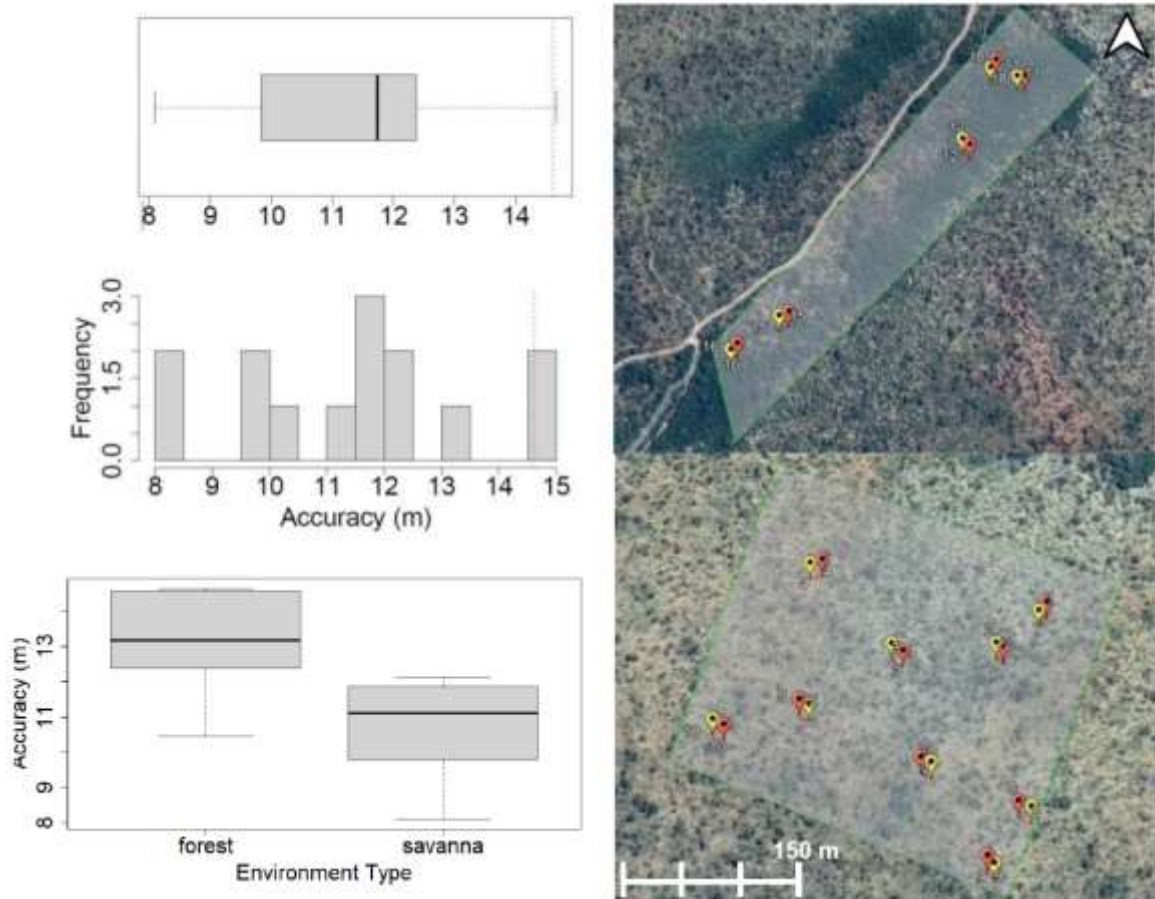 8 9 10 11 12 13 14
Frequency
0.0 1.5 3.0
8 9 10 11 12 13 14 15
Accuracy (m)
Accuracy (m)
8 9 11 13
forest savanna
Environment Type
150 m